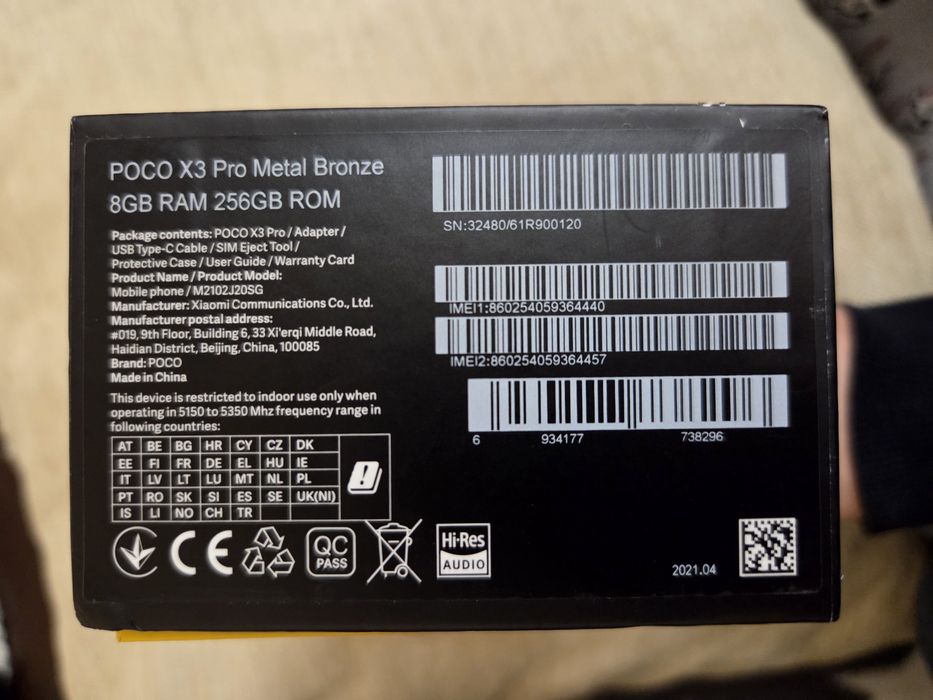 POCO X3 Pro Metal Bronze
8GB RAM 256GB ROM
Package contents: POCO X3 Pro / Adapter /
USB Type-C Cable / SIM Eject Tool /
Protective Case / User Guide / Warranty Card
Product Name / Product Model:
Mobile phone / M2102J20SG
Manufacturer: Xiaomi Communications Co., Ltd.
Manufacturer postal address:
#019, 9th Floor, Building 6, 33 Xi'erqi Middle Road,
Haidian District, Beijing, China, 100085
Brand: POCO
Made in China
This device is restricted to indoor use only when
operating in 5150 to 5350 Mhz frequency range in
following countries:
AT BE BG HR CY CZ DK
EE FI FR DE EL HU IE
IT LV LT LU MT NL PL
PT RO SK SI ES SE UK(NI)
IS LI NO CH TR
CE
QC
PASS
Hi-Res
AUDIO
SN:32480/61R900120
IMEI1:860254059364440
IMEI2:860254059364457
6 934177 738296
2021.04